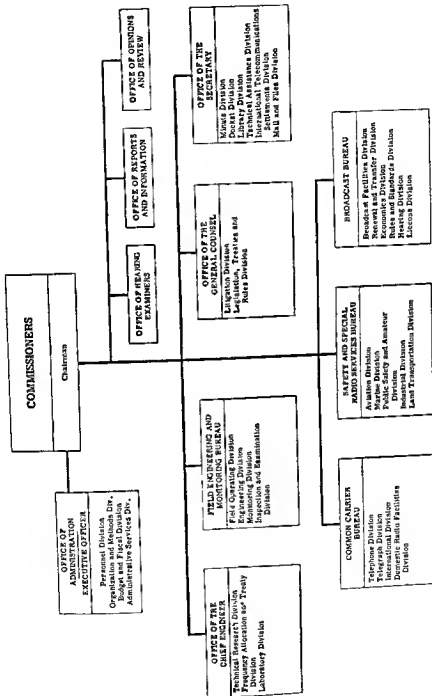 COMMISSIONERS
Chairman
OFFICE OF
ADMINISTRATION
EXECUTIVE OFFICER
Personnel Division
Organization and Methods Div.
Budget and Fiscal Division
Administrative Services Div.
OFFICE OF HEARING
EXAMINERS
OFFICE OF REPORTS
AND INFORMATION
OFFICE OF OPINIONS
AND REVIEW
OFFICE OF THE
CHIEF ENGINEER
Technical Research Division
Frequency Allocation and Treaty
Division
Laboratory Division
FIELD ENGINEERING AND
MONITORING BUREAU
Field Operating Division
Engineering Division
Monitoring Division
Inspection and Examination
Division
OFFICE OF THE
GENERAL COUNSEL
Litigation Division
Legislation, Treaties and
Rules Division
OFFICE OF THE
SECRETARY
Minute Division
Docket Division
Library Division
Technical Assistance Division
International Telecommunications
Settlements Division
Mail and Files Division
COMMON CARRIER
BUREAU
Telephone Division
Telegraph Division
International Division
Domestic Radio Facilities
Division
SAFETY AND SPECIAL
RADIO SERVICES BUREAU
Aviation Division
Marine Division
Public Safety and Amateur
Division
Industrial Division
Land Transportation Division
BROADCAST BUREAU
Broadcast Facilities Division
Renewal and Transfer Division
Economics Division
Rules and Standards Division
Hearing Division
License Division